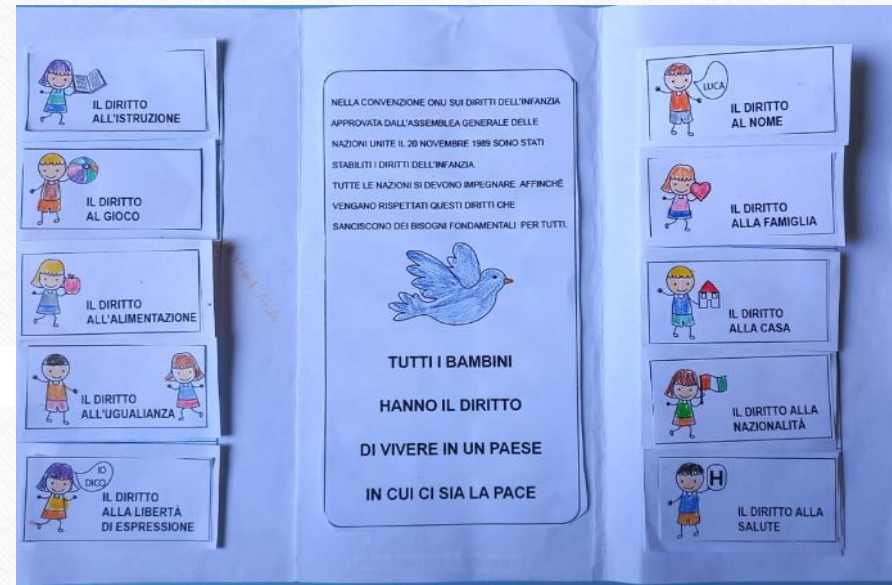 IL DIRITTO
ALL'ISTRUZIONE
IL DIRITTO
AL GIOCO
IL DIRITTO
ALL'ALIMENTAZIONE
IL DIRITTO
ALL'UGUALIANZA
IO
DICO
IL DIRITTO
ALLA LIBERTÀ
DI ESPRESSIONE
NELLA CONVENZIONE ONU SUI DIRITTI DELL'INFANZIA
APPROVATA DALL'ASSEMBLEA GENERALE DELLE
NAZIONI UNITE IL 20 NOVEMBRE 1989 SONO STATI
STABILITI I DIRITTI DELL'INFANZIA.
TUTTE LE NAZIONI SI DEVONO IMPEGNARE AFFINCHÉ
VENGANO RISPETTATI QUESTI DIRITTI CHE
SANCISCONO DEI BISOGNI FONDAMENTALI PER TUTTI.
TUTTI I BAMBINI
HANNO IL DIRITTO
DI VIVERE IN UN PAESE
IN CUI CI SIA LA PACE
LUCA
IL DIRITTO
AL NOME
IL DIRITTO
ALLA FAMIGLIA
IL DIRITTO
ALLA CASA
IL DIRITTO ALLA
NAZIONALITÀ
H
IL DIRITTO ALLA
SALUTE